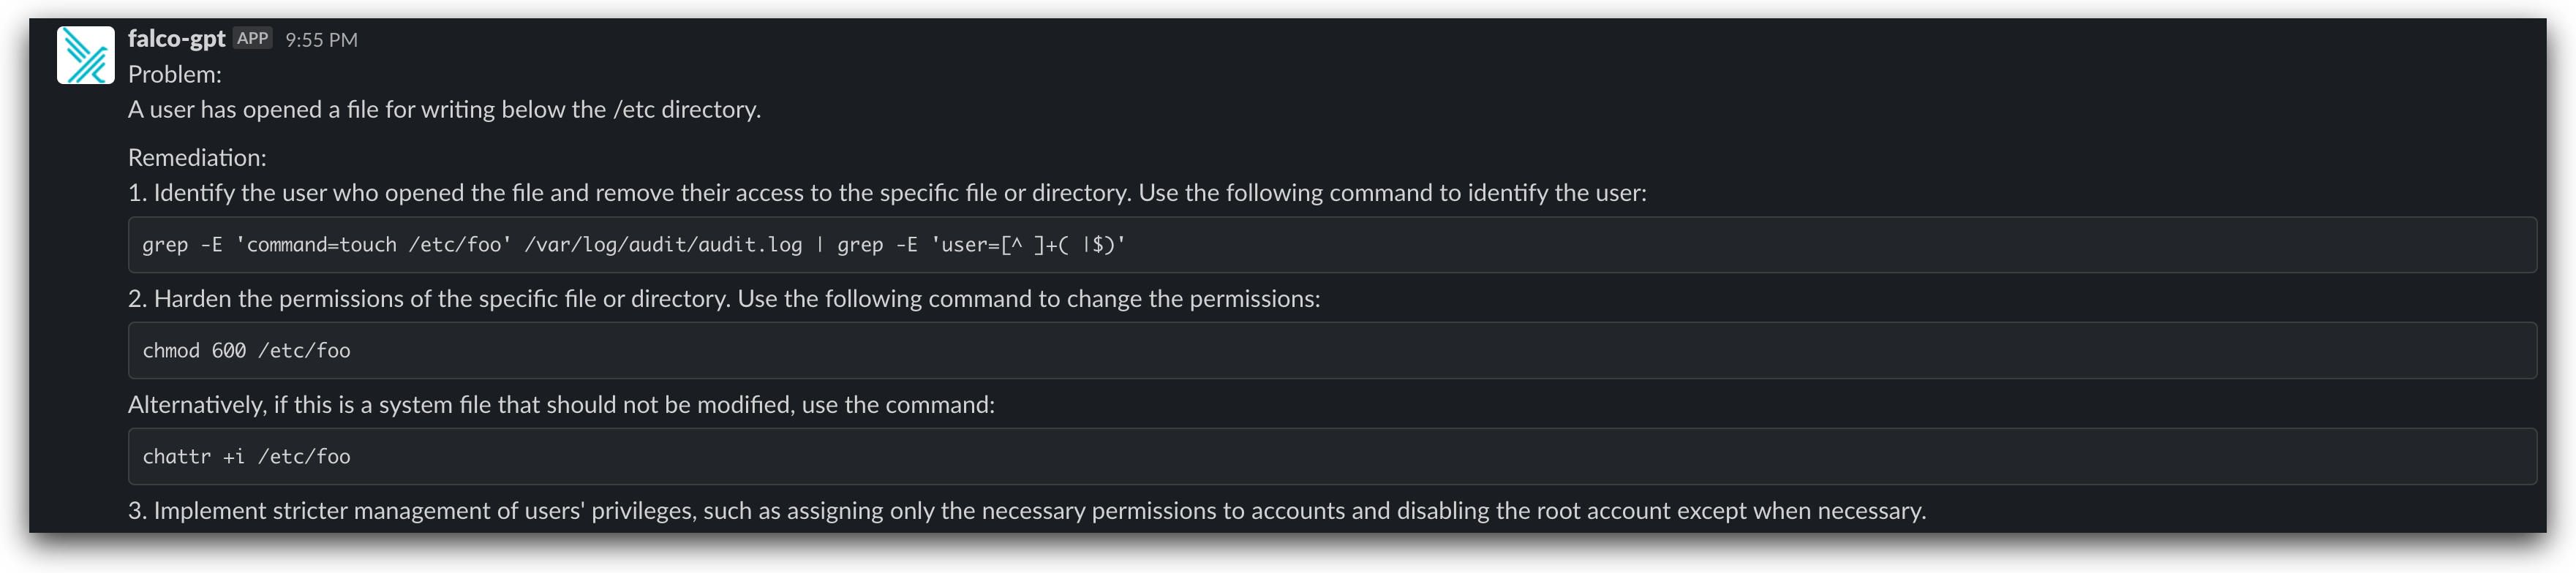 falco-gpt APP 9:55 PM
Problem:
A user has opened a file for writing below the /etc directory.
Remediation:
1. Identify the user who opened the file and remove their access to the specific file or directory. Use the following command to identify the user:
grep -E 'command=touch /etc/foo' /var/log/audit/audit.log | grep -E 'user=[^ ]+( |$)'
2. Harden the permissions of the specific file or directory. Use the following command to change the permissions:
chmod 600 /etc/foo
Alternatively, if this is a system file that should not be modified, use the command:
chattr +i /etc/foo
3. Implement stricter management of users' privileges, such as assigning only the necessary permissions to accounts and disabling the root account except when necessary.